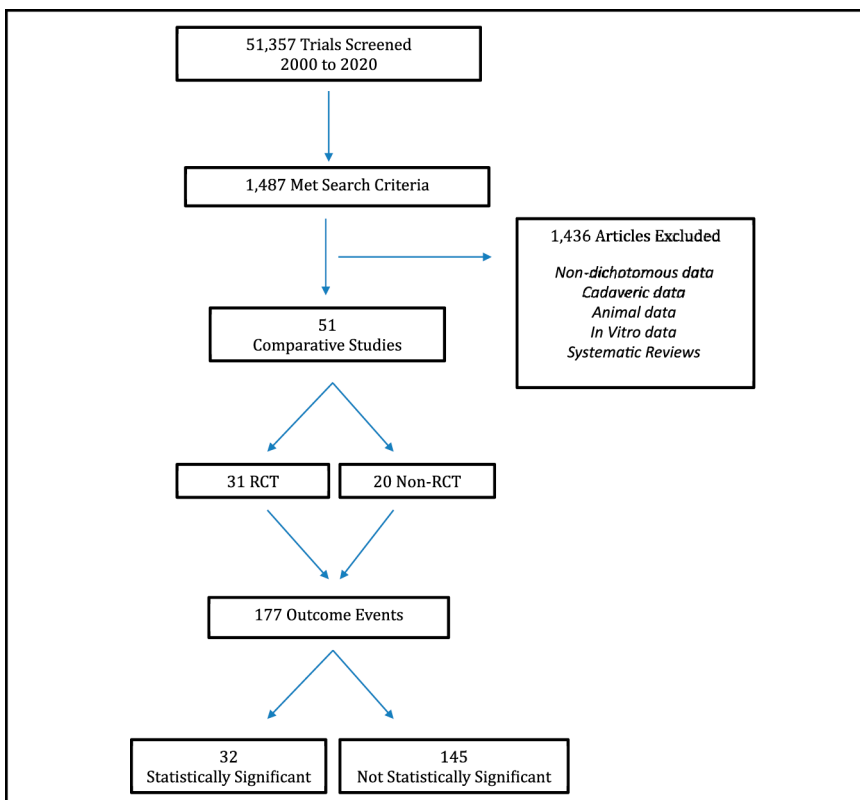 51,357 Trials Screened
2000 to 2020
1,487 Met Search Criteria
1,436 Articles Excluded
Non-dichotomous data
Cadaveric data
Animal data
In Vitro data
Systematic Reviews
51
Comparative Studies
31 RCT
20 Non-RCT
177 Outcome Events
32
Statistically Significant
145
Not Statistically Significant